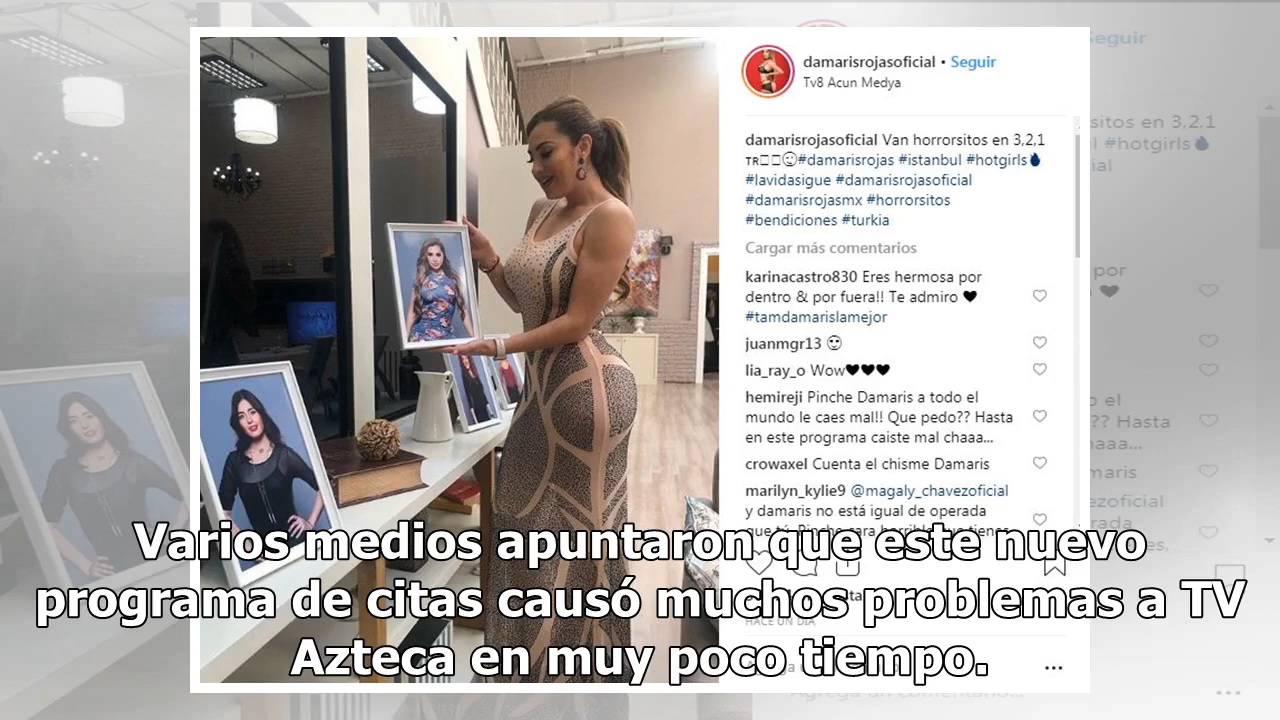 damarisrojasoficial • Seguir
Tv8 Acun Medya
damarisrojasoficial Van horrorsitos en 3,2,1
#damarisrojas #istanbul #hotgirls
#lavidasigue #damarisrojasoficial
#damarisrojasmx #horrorsitos
#bendiciones #turkia
Cargar más comentarios
karinacastro830 Eres hermosa por
dentro & por fuera!! Te admiro ♥
#tamdamarislamejor
juanmgr13
lia_ray_o Wow♥♥♥
hemireji Pinche Damaris a todo el
mundo le caes mal!! Que pedo?? Hasta
en este programa caiste mal chaaa...
crowaxel Cuenta el chisme Damaris
marilyn_kylie9 @magaly_chavezoficial
y damaris no está igual de operada
Varios medios apuntaron que este nuevo
programa de citas causó muchos problemas a TV
Azteca en muy poco tiempo.
HACE UN DÍA